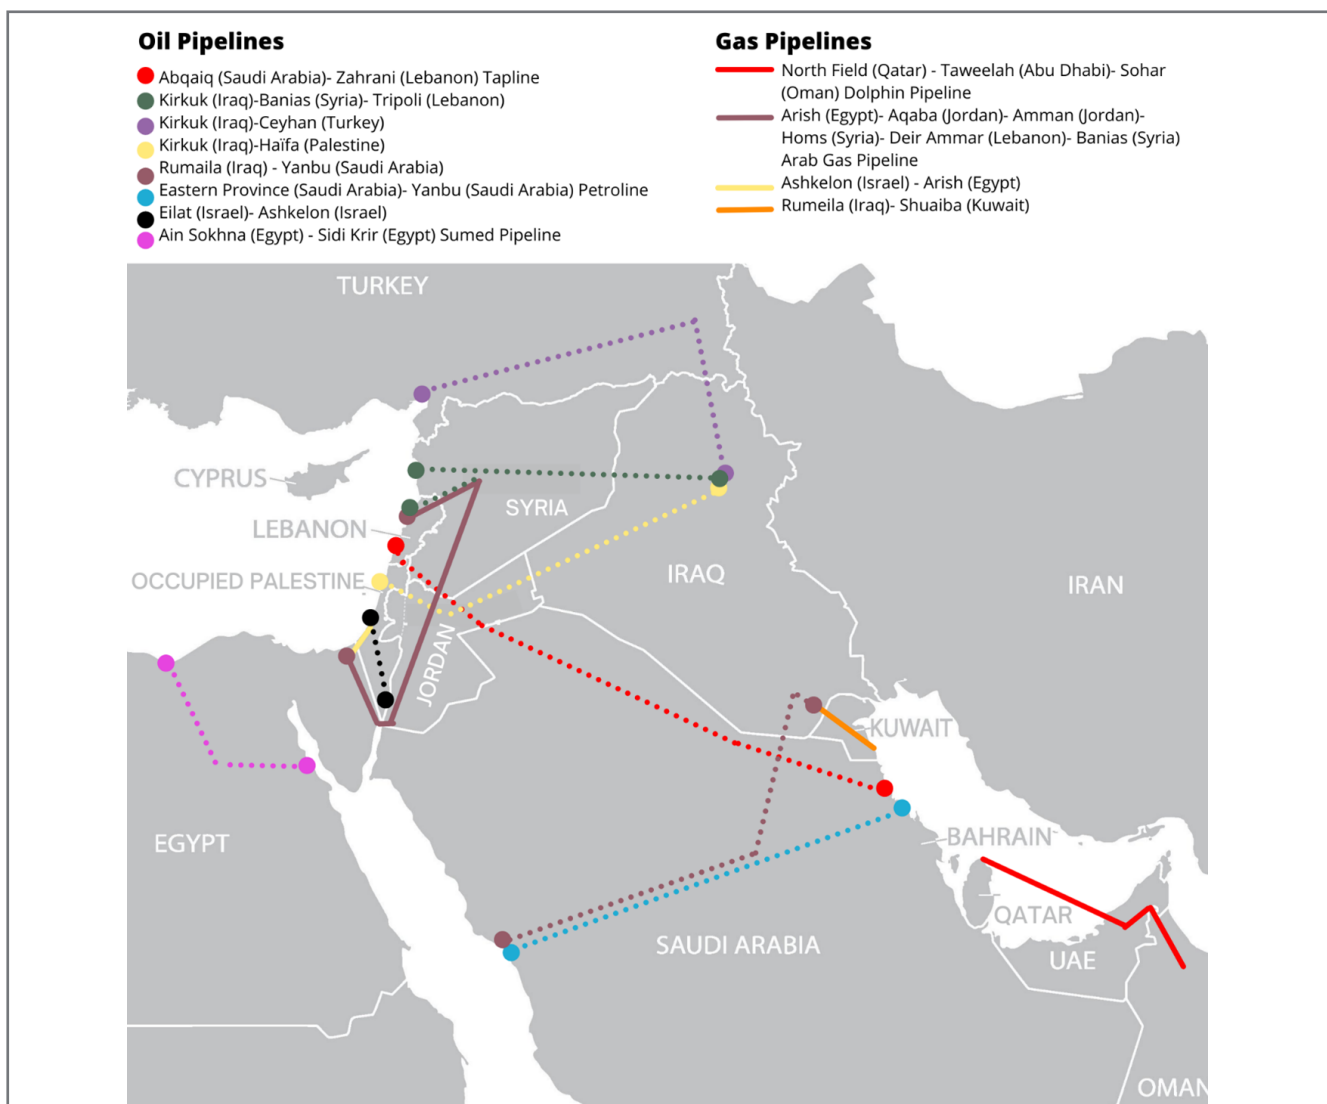 Oil Pipelines
Abqaiq (Saudi Arabia)- Zahrani (Lebanon) Tapline
Kirkuk (Iraq)-Banias (Syria)- Tripoli (Lebanon)
Kirkuk (Iraq)-Ceyhan (Turkey)
Kirkuk (Iraq)-Haïfa (Palestine)
Rumaila (Iraq) - Yanbu (Saudi Arabia)
Eastern Province (Saudi Arabia)- Yanbu (Saudi Arabia) Petroline
Eilat (Israel)- Ashkelon (Israel)
Ain Sokhna (Egypt) - Sidi Krir (Egypt) Sumed Pipeline
Gas Pipelines
North Field (Qatar) - Taweelah (Abu Dhabi)- Sohar
(Oman) Dolphin Pipeline
Arish (Egypt)- Aqaba (Jordan)- Amman (Jordan)-
Homs (Syria)- Deir Ammar (Lebanon)- Banias (Syria)
Arab Gas Pipeline
Ashkelon (Israel) - Arish (Egypt)
Rumeila (Iraq)- Shuaiba (Kuwait)
TURKEY
CYPRUS
SYRIA
LEBANON
IRAQ
OCCUPIED PALESTINE
IRAN
JORDAN
KUWAIT
EGYPT
BAHRAIN
QATAR
SAUDI ARABIA
UAE
OMAN